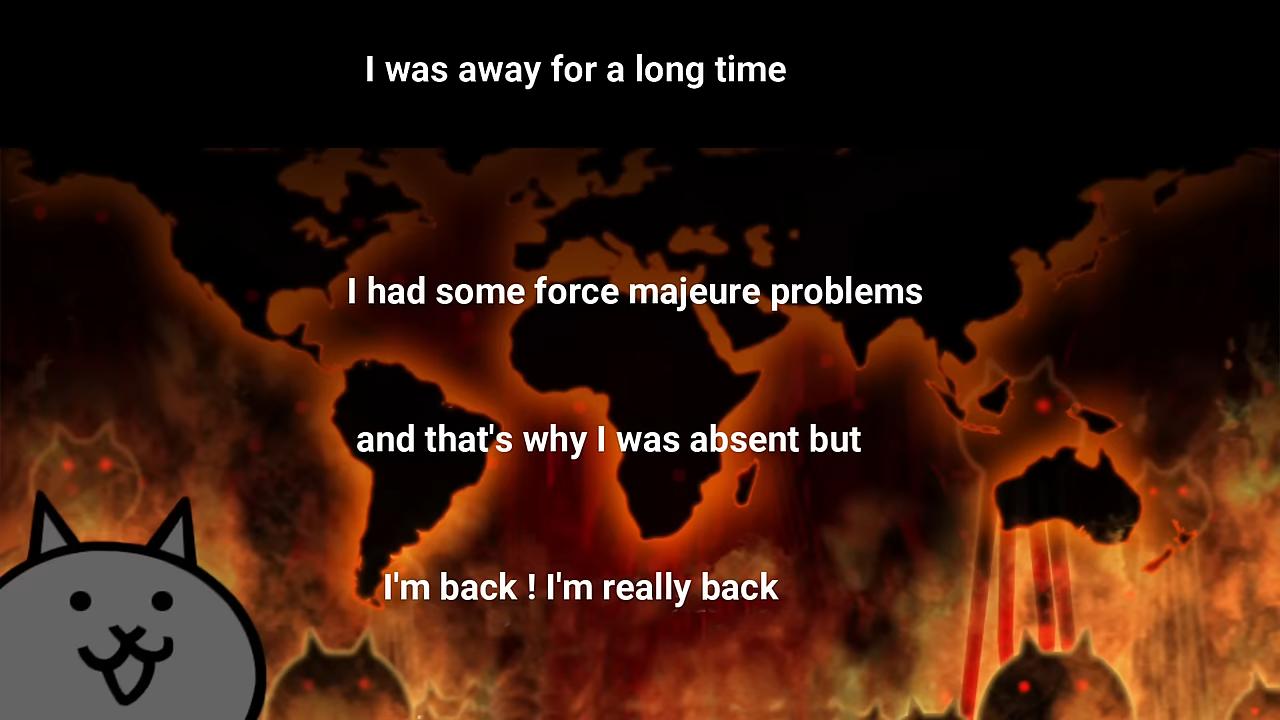 I was away for a long time
I had some force majeure problems
and that's why I was absent but
I'm back ! I'm really back